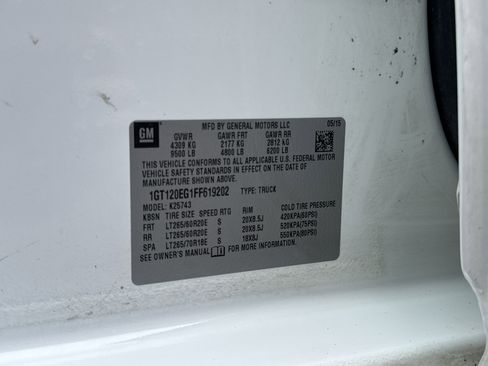 GM
MFD BY GENERAL MOTORS LLC 05/15
GVWR GAWR FRT GAWR RR
4309 KG 2177 KG 2812 KG
9500 LB 4800 LB 6200 LB
THIS VEHICLE CONFORMS TO ALL APPLICABLE U.S. FEDERAL MOTOR
VEHICLE SAFETY STANDARDS IN EFFECT ON THE DATE OF
MANUFACTURE SHOWN ABOVE.
1GT120EG1FF619202 TYPE: TRUCK
MODEL: K25743
KBSN TIRE SIZE SPEED RTG RIM COLD TIRE PRESSURE
FRT LT265/60R20E S 20X8.5J 420KPA(60PSI)
RR LT265/60R20E S 20X8.5J 520KPA(75PSI)
SPA LT265/70R18E S 18X8J 550KPA(80PSI)
SEE OWNER'S MANUAL FOR ADDITIONAL INFORMATION.